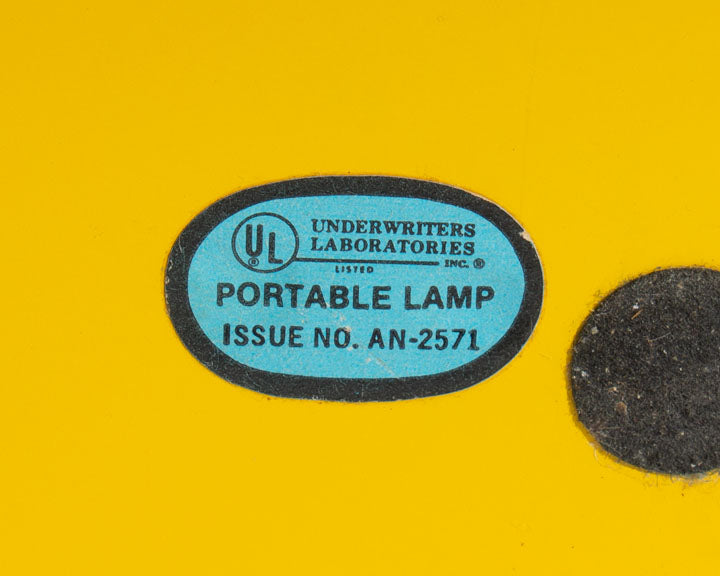 UL ®
UNDERWRITERS
LABORATORIES
INC. ®
LISTED
PORTABLE LAMP
ISSUE NO. AN-2571